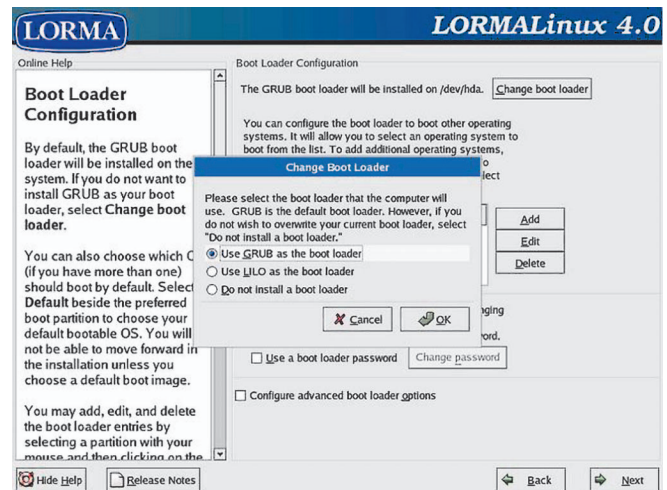 LORMA
LORMALinux 4.0
Online Help
Boot Loader
Configuration
By default, the GRUB boot
loader will be installed on the
system. If you do not want to
install GRUB as your boot
loader, select Change boot
loader.
You can also choose which
(if you have more than one)
should boot by default. Select
Default beside the preferred
boot partition to choose your
default bootable OS. You will
not be able to move forward in
the installation unless you
choose a default boot image.
You may add, edit, and delete
the boot loader entries by
selecting a partition with your
mouse and then clicking on the
Boot Loader Configuration
The GRUB boot loader will be installed on /dev/hda.
Change boot loader
You can configure the boot loader to boot other operating
systems. It will allow you to select an operating system to
boot from the list. To add additional operating systems,
Change Boot Loader
Please select the boot loader that the computer will
use. GRUB is the default boot loader. However, if you
do not wish to overwrite your current boot loader, select
"Do not install a boot loader."
Use GRUB as the boot loader
Use LILO as the boot loader
Do not install a boot loader
Cancel
OK
Add
Edit
Delete
Use a boot loader password
Change password
Configure advanced boot loader options
Hide Help
Release Notes
Back
Next